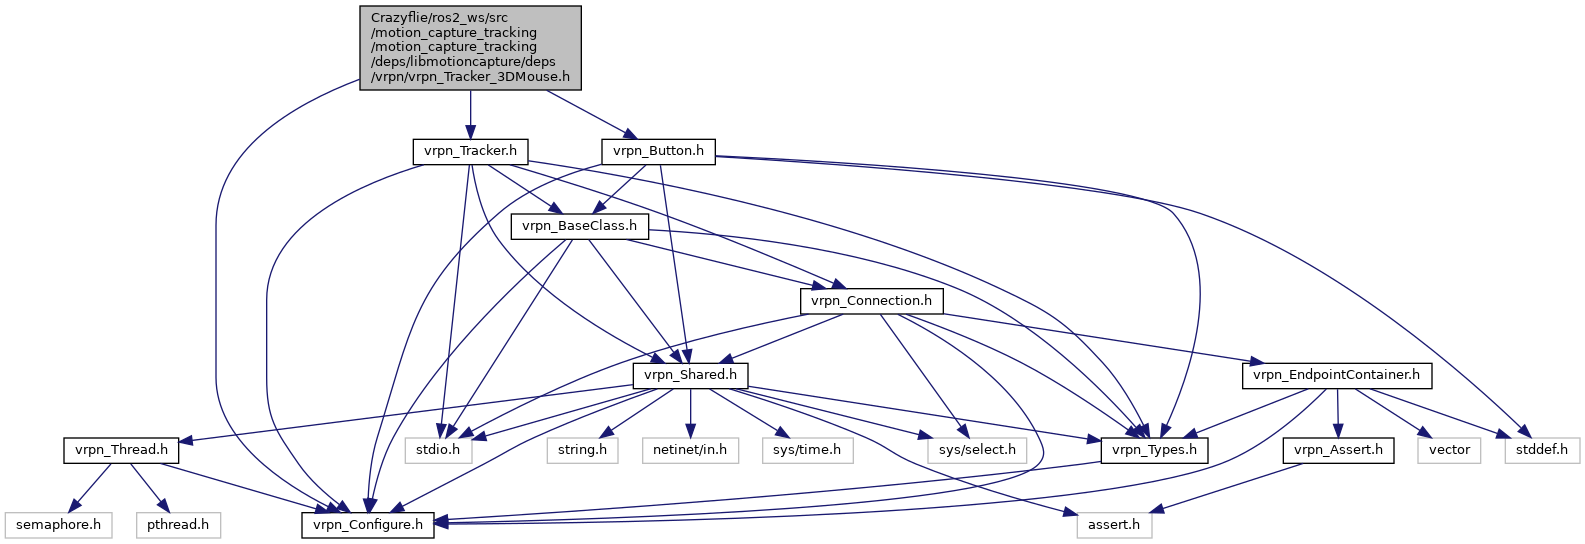 Crazyflie/ros2_ws/src
/motion_capture_tracking
/motion_capture_tracking
/deps/libmotioncapture/deps
/vrpn/vrpn_Tracker_3DMouse.h
vrpn_Tracker.h
vrpn_Button.h
vrpn_BaseClass.h
vrpn_Connection.h
vrpn_Shared.h
vrpn_EndpointContainer.h
vrpn_Thread.h
stdio.h
string.h
netinet/in.h
sys/time.h
sys/select.h
vrpn_Types.h
vrpn_Assert.h
vector
stddef.h
semaphore.h
pthread.h
vrpn_Configure.h
assert.h